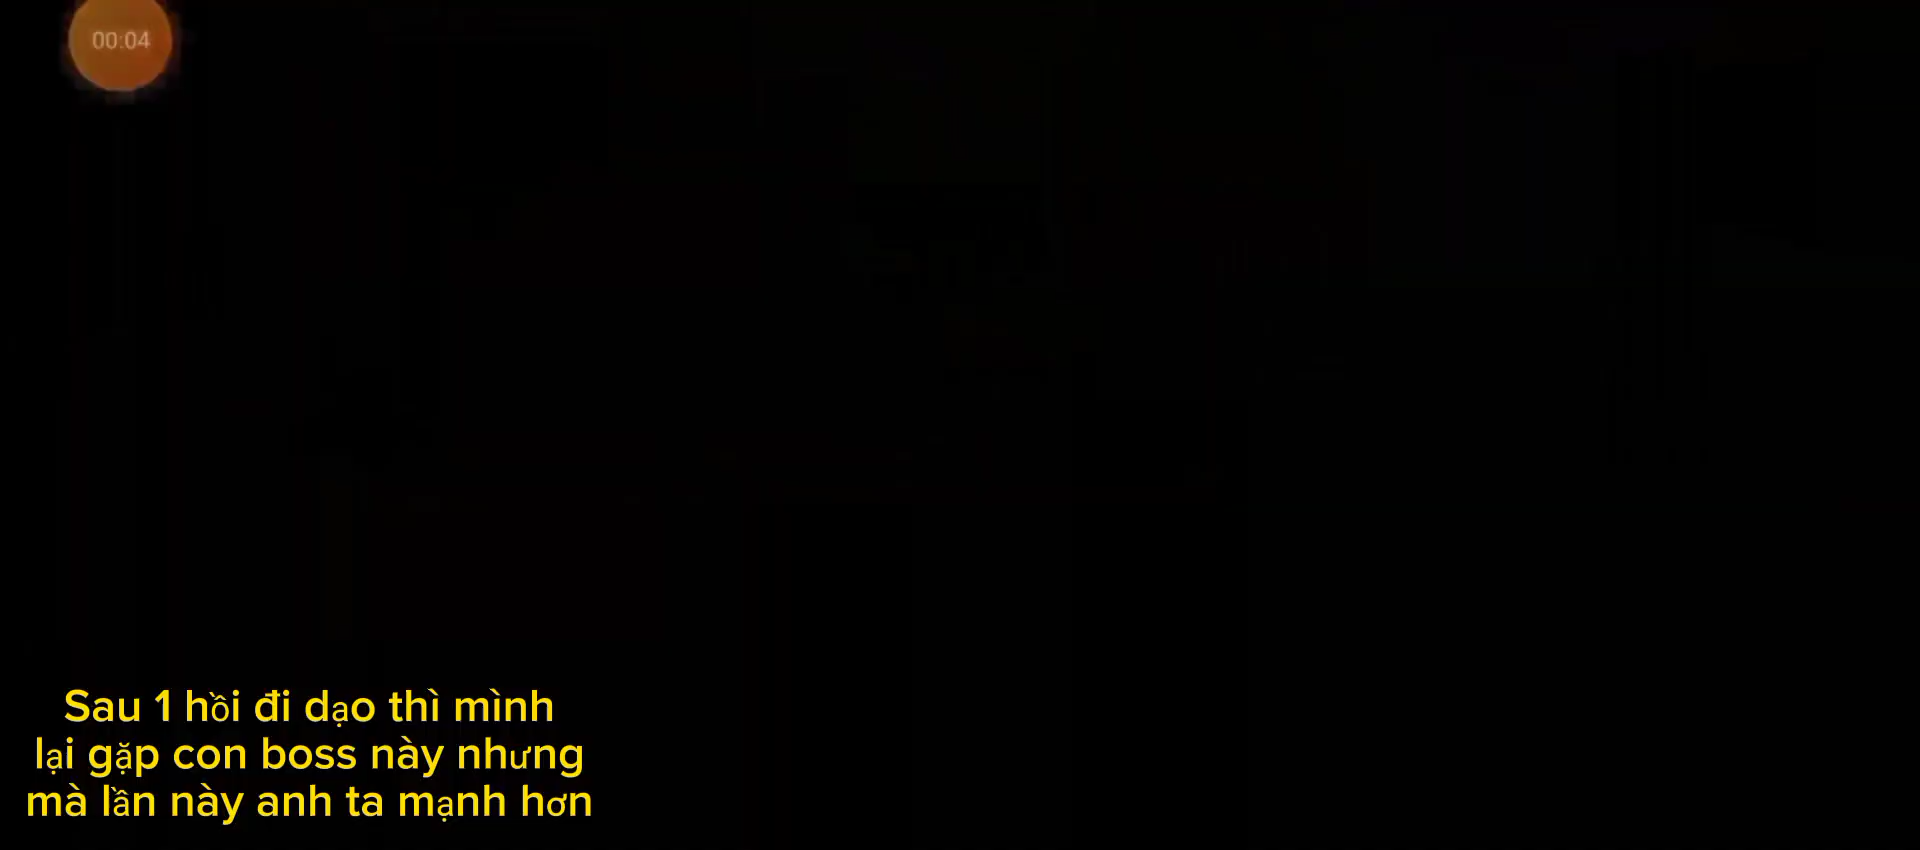 00:04
Sau 1 hồi đi dạo thì mình
lại gặp con boss này nhưng
mà lần này anh ta mạnh hơn